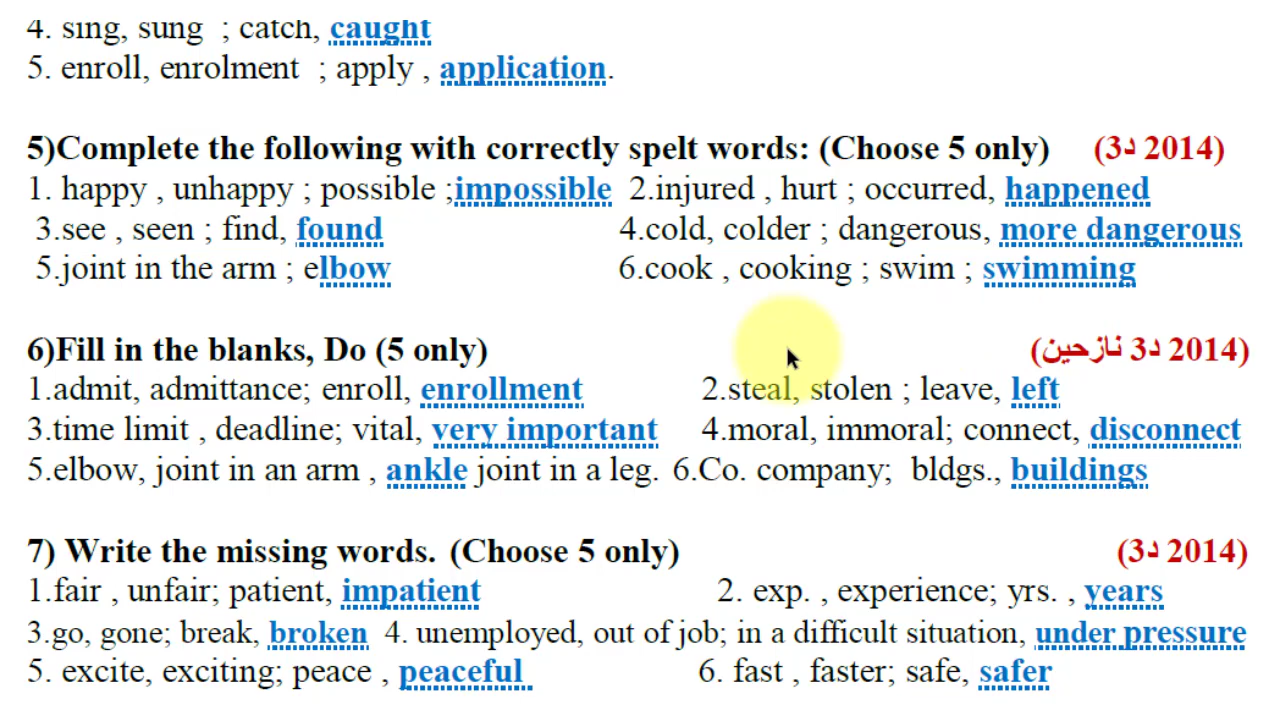 4. sing, sung ; catch, caught
5. enroll, enrolment ; apply , application.
5)Complete the following with correctly spelt words: (Choose 5 only) (2014 د3)
1. happy , unhappy ; possible ;impossible 2.injured , hurt ; occurred, happened
3.see , seen ; find, found 4.cold, colder ; dangerous, more dangerous
5.joint in the arm ; elbow 6.cook , cooking ; swim ; swimming
6)Fill in the blanks, Do (5 only) (2014 د3 نازحين)
1.admit, admittance; enroll, enrollment 2.steal, stolen ; leave, left
3.time limit , deadline; vital, very important 4.moral, immoral; connect, disconnect
5.elbow, joint in an arm , ankle joint in a leg. 6.Co. company; bldgs., buildings
7) Write the missing words. (Choose 5 only) (2014 د3)
1.fair , unfair; patient, impatient 2. exp. , experience; yrs. , years
3.go, gone; break, broken 4. unemployed, out of job; in a difficult situation, under pressure
5. excite, exciting; peace , peaceful 6. fast , faster; safe, safer